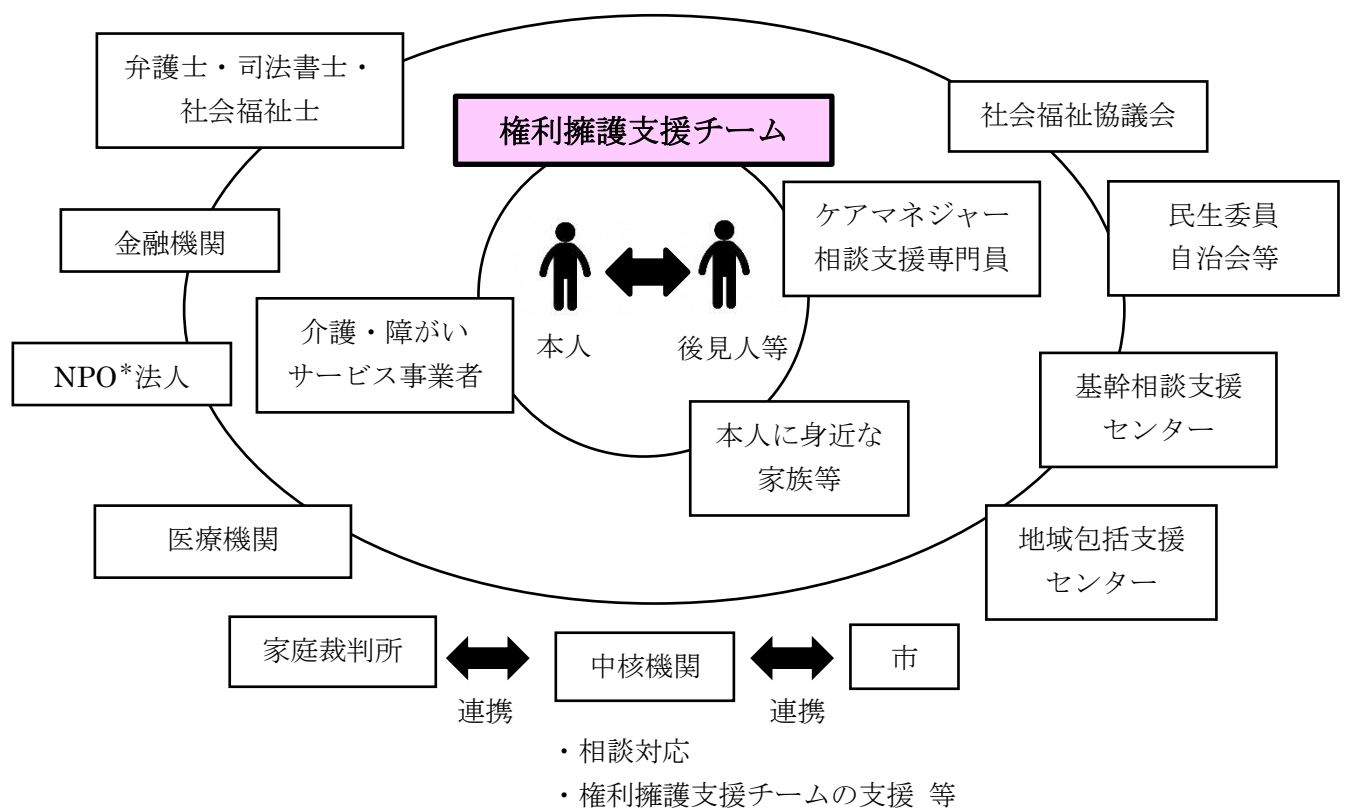 弁護士・司法書士・
社会福祉士
権利擁護支援チーム
社会福祉協議会
金融機関
ケアマネジャー
相談支援専門員
民生委員
自治会等
NPO*法人
介護・障がい
サービス事業者
本人
後見人等
本人に身近な
家族等
基幹相談支援
センター
医療機関
地域包括支援
センター
家庭裁判所
連携
中核機関
連携
市
・相談対応
・権利擁護支援チームの支援 等